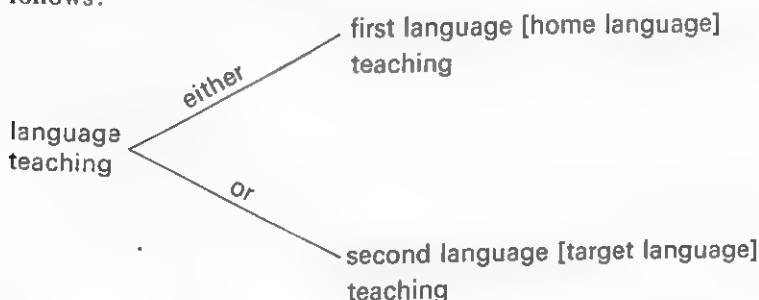 follows:
first language [home language]
teaching
either
language
teaching
or
second language [target language]
teaching